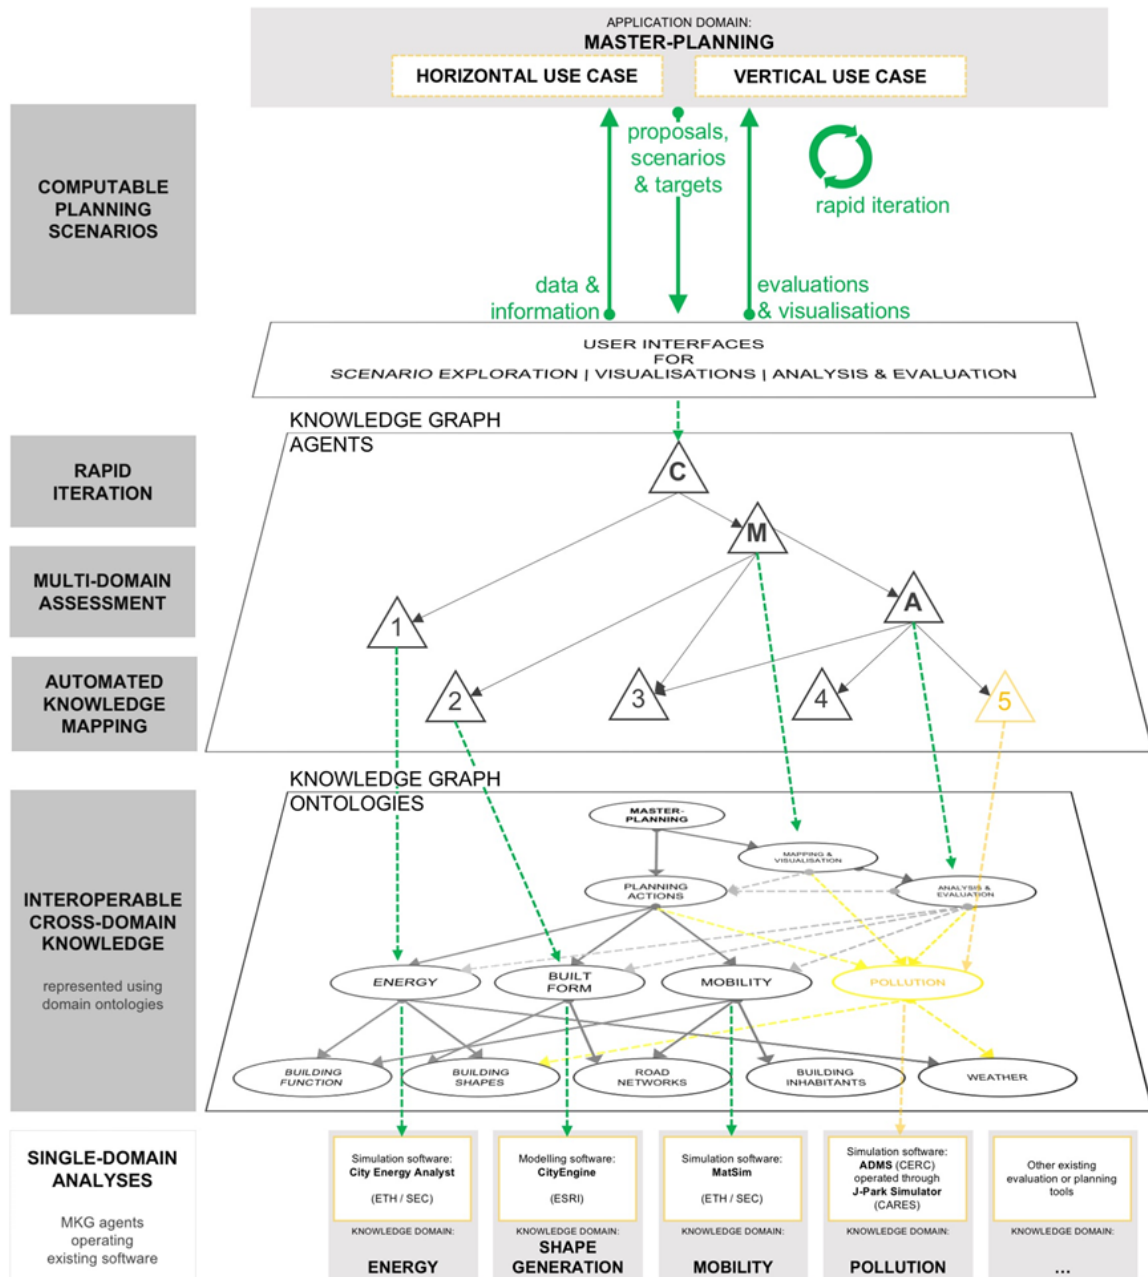 APPLICATION DOMAIN:
MASTER-PLANNING
HORIZONTAL USE CASE
VERTICAL USE CASE
COMPUTABLE
PLANNING
SCENARIOS
proposals,
scenarios
& targets
rapid iteration
data &
information
evaluations
& visualisations
USER INTERFACES
FOR
SCENARIO EXPLORATION | VISUALISATIONS | ANALYSIS & EVALUATION
KNOWLEDGE GRAPH
AGENTS
RAPID
ITERATION
C
M
MULTI-DOMAIN
ASSESSMENT
1
A
AUTOMATED
KNOWLEDGE
MAPPING
2
3
4
5
KNOWLEDGE GRAPH
ONTOLOGIES
INTEROPERABLE
CROSS-DOMAIN
KNOWLEDGE
represented using
domain ontologies
MASTER-
PLANNING
MAPPING &
VISUALISATION
PLANNING
ACTIONS
ANALYSIS &
EVALUATION
ENERGY
BUILT
FORM
MOBILITY
POLLUTION
BUILDING
FUNCTION
BUILDING
SHAPES
ROAD
NETWORKS
BUILDING
INHABITANTS
WEATHER
SINGLE-DOMAIN
ANALYSES
MKG agents
operating
existing software
Simulation software:
City Energy Analyst
(ETH / SEC)
KNOWLEDGE DOMAIN:
ENERGY
Modelling software:
CityEngine
(ESRI)
KNOWLEDGE DOMAIN:
SHAPE
GENERATION
Simulation software:
MatSim
(ETH / SEC)
KNOWLEDGE DOMAIN:
MOBILITY
Simulation software:
ADMS (CERC)
operated through
J-Park Simulator
(CARES)
KNOWLEDGE DOMAIN:
POLLUTION
Other existing
evaluation or planning
tools
KNOWLEDGE DOMAIN:
...